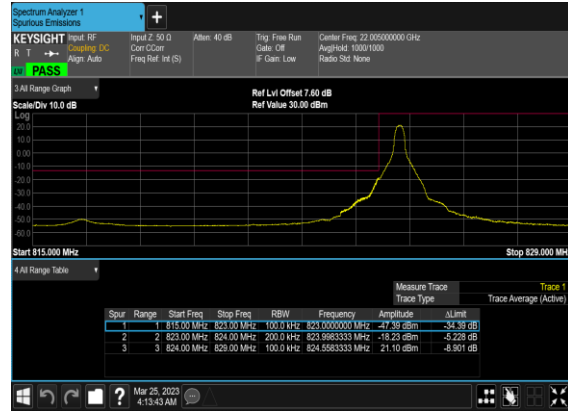 Spectrum Analyzer 1
Spurious Emissions
KEYSIGHT Input: RF Input Z: 50 Ω Atten: 40 dB Trig: Free Run Center Freq: 22.005000000 GHz
R T Coupling: DC Corr CCorr Gate: Off Avg|Hold: 1000/1000
Align: Auto Freq Ref: Int (S) IF Gain: Low Radio Std: None
PASS
3 All Range Graph Ref Lvl Offset 7.60 dB
Scale/Div 10.0 dB Ref Value 30.00 dBm
Log
20.0
10.0
0.00
-10.0
-20.0
-30.0
-40.0
-50.0
-60.0
Start 815.000 MHz Stop 829.000 MH
4 All Range Table
Measure Trace Trace 1
Trace Type Trace Average (Active)
Spur Range Start Freq Stop Freq RBW Frequency Amplitude ΔLimit
1 1 815.00 MHz 823.00 MHz 100.0 kHz 823.0000000 MHz -47.39 dBm -34.39 dB
2 2 823.00 MHz 824.00 MHz 200.0 kHz 823.9983333 MHz -18.23 dBm -5.228 dB
3 3 824.00 MHz 829.00 MHz 100.0 kHz 824.5583333 MHz 21.10 dBm -8.901 dB
Mar 25, 2023
4:13:43 AM